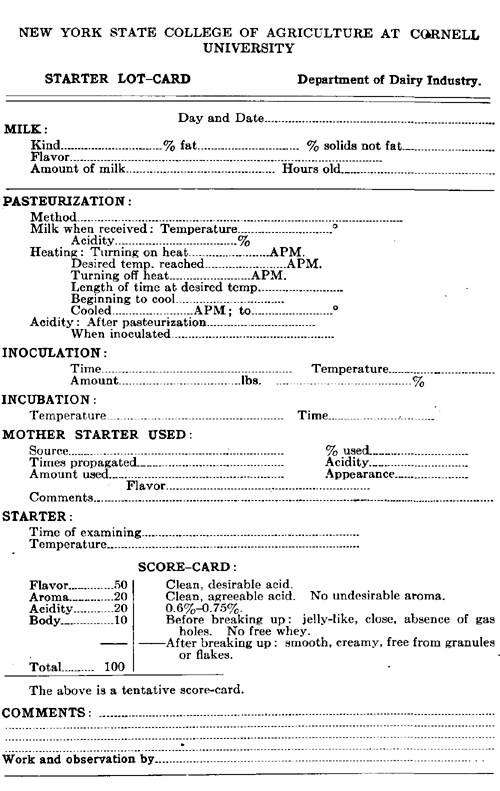 NEW YORK STATE COLLEGE OF AGRICULTURE AT CORNELL
UNIVERSITY
STARTER LOT-CARD Department of Dairy Industry.
Day and Date
MILK:
Kind % fat % solids not fat
Flavor
Amount of milk Hours old
PASTEURIZATION:
Method
Milk when received: Temperature °
Acidity %
Heating: Turning on heat APM.
Desired temp. reached APM.
Turning off heat APM.
Length of time at desired temp.
Beginning to cool
Cooled APM; to °
Acidity: After pasteurization
When inoculated
INOCULATION:
Time Temperature
Amount lbs. %
INCUBATION:
Temperature Time
MOTHER STARTER USED:
Source % used
Times propagated Acidity
Amount used Appearance
Flavor
Comments
STARTER:
Time of examining
Temperature
SCORE-CARD:
Flavor 50 Clean, desirable acid.
Aroma 20 Clean, agreeable acid. No undesirable aroma.
Acidity 20 0.6%-0.75%.
Body 10 Before breaking up: jelly-like, close, absence of gas
holes. No free whey.
—After breaking up: smooth, creamy, free from granules
or flakes.
Total 100
The above is a tentative score-card.
COMMENTS:
Work and observation by